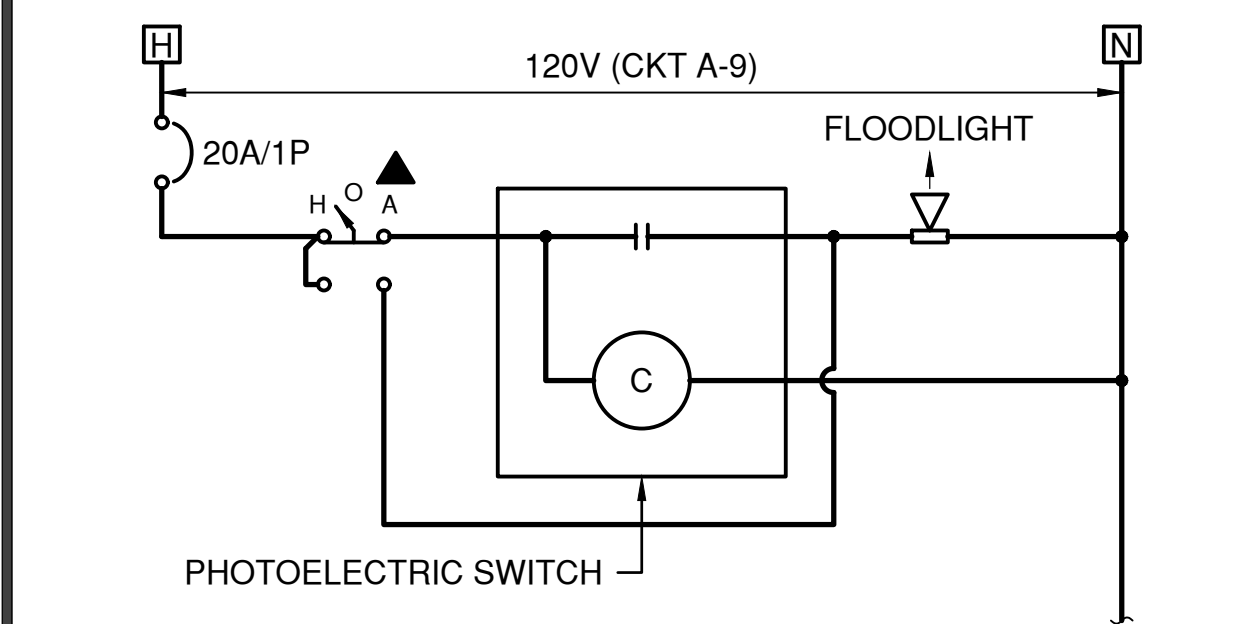 H
N
120V (CKT A-9)
FLOODLIGHT
20A/1P
H O A
C
PHOTOELECTRIC SWITCH